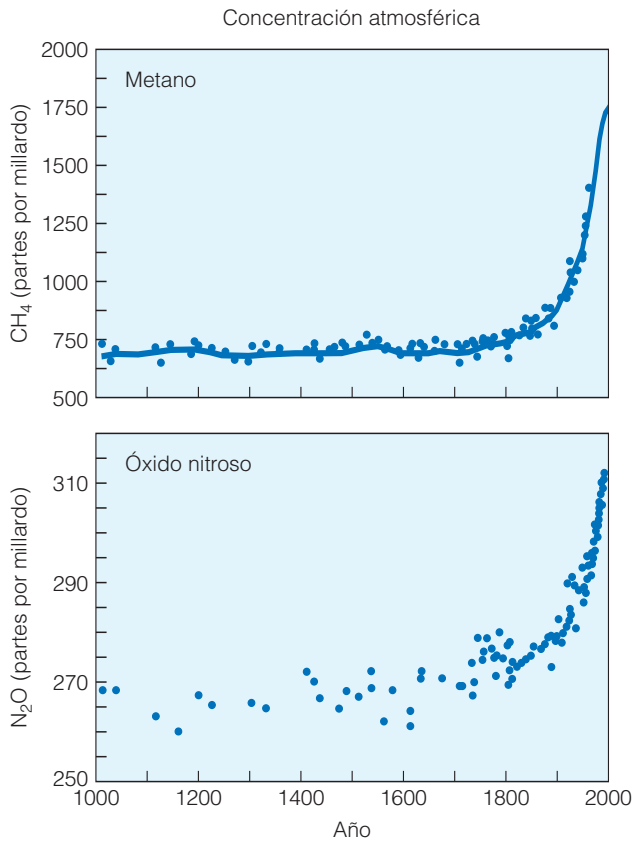 Concentración atmosférica
2000
Metano
1750
1500
1250
1000
750
500
CH₄ (partes por millardo)
Óxido nitroso
310
290
270
250
N₂O (partes por millardo)
1000 1200 1400 1600 1800 2000
Año